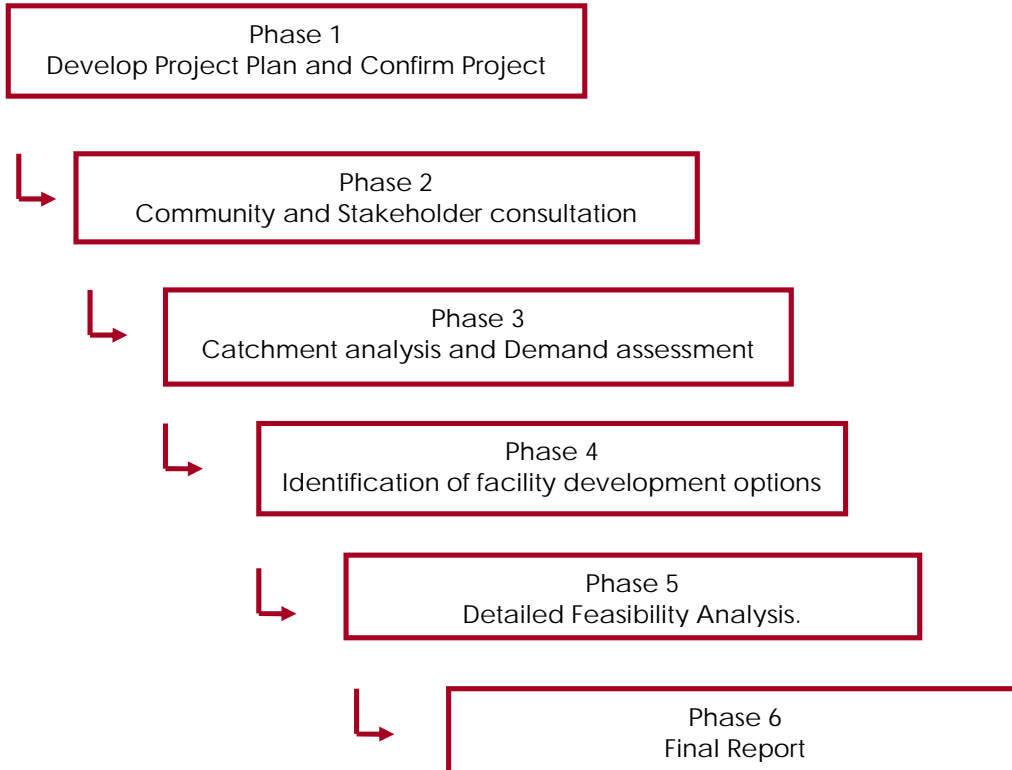 Phase 1
Develop Project Plan and Confirm Project
Phase 2
Community and Stakeholder consultation
Phase 3
Catchment analysis and Demand assessment
Phase 4
Identification of facility development options
Phase 5
Detailed Feasibility Analysis.
Phase 6
Final Report